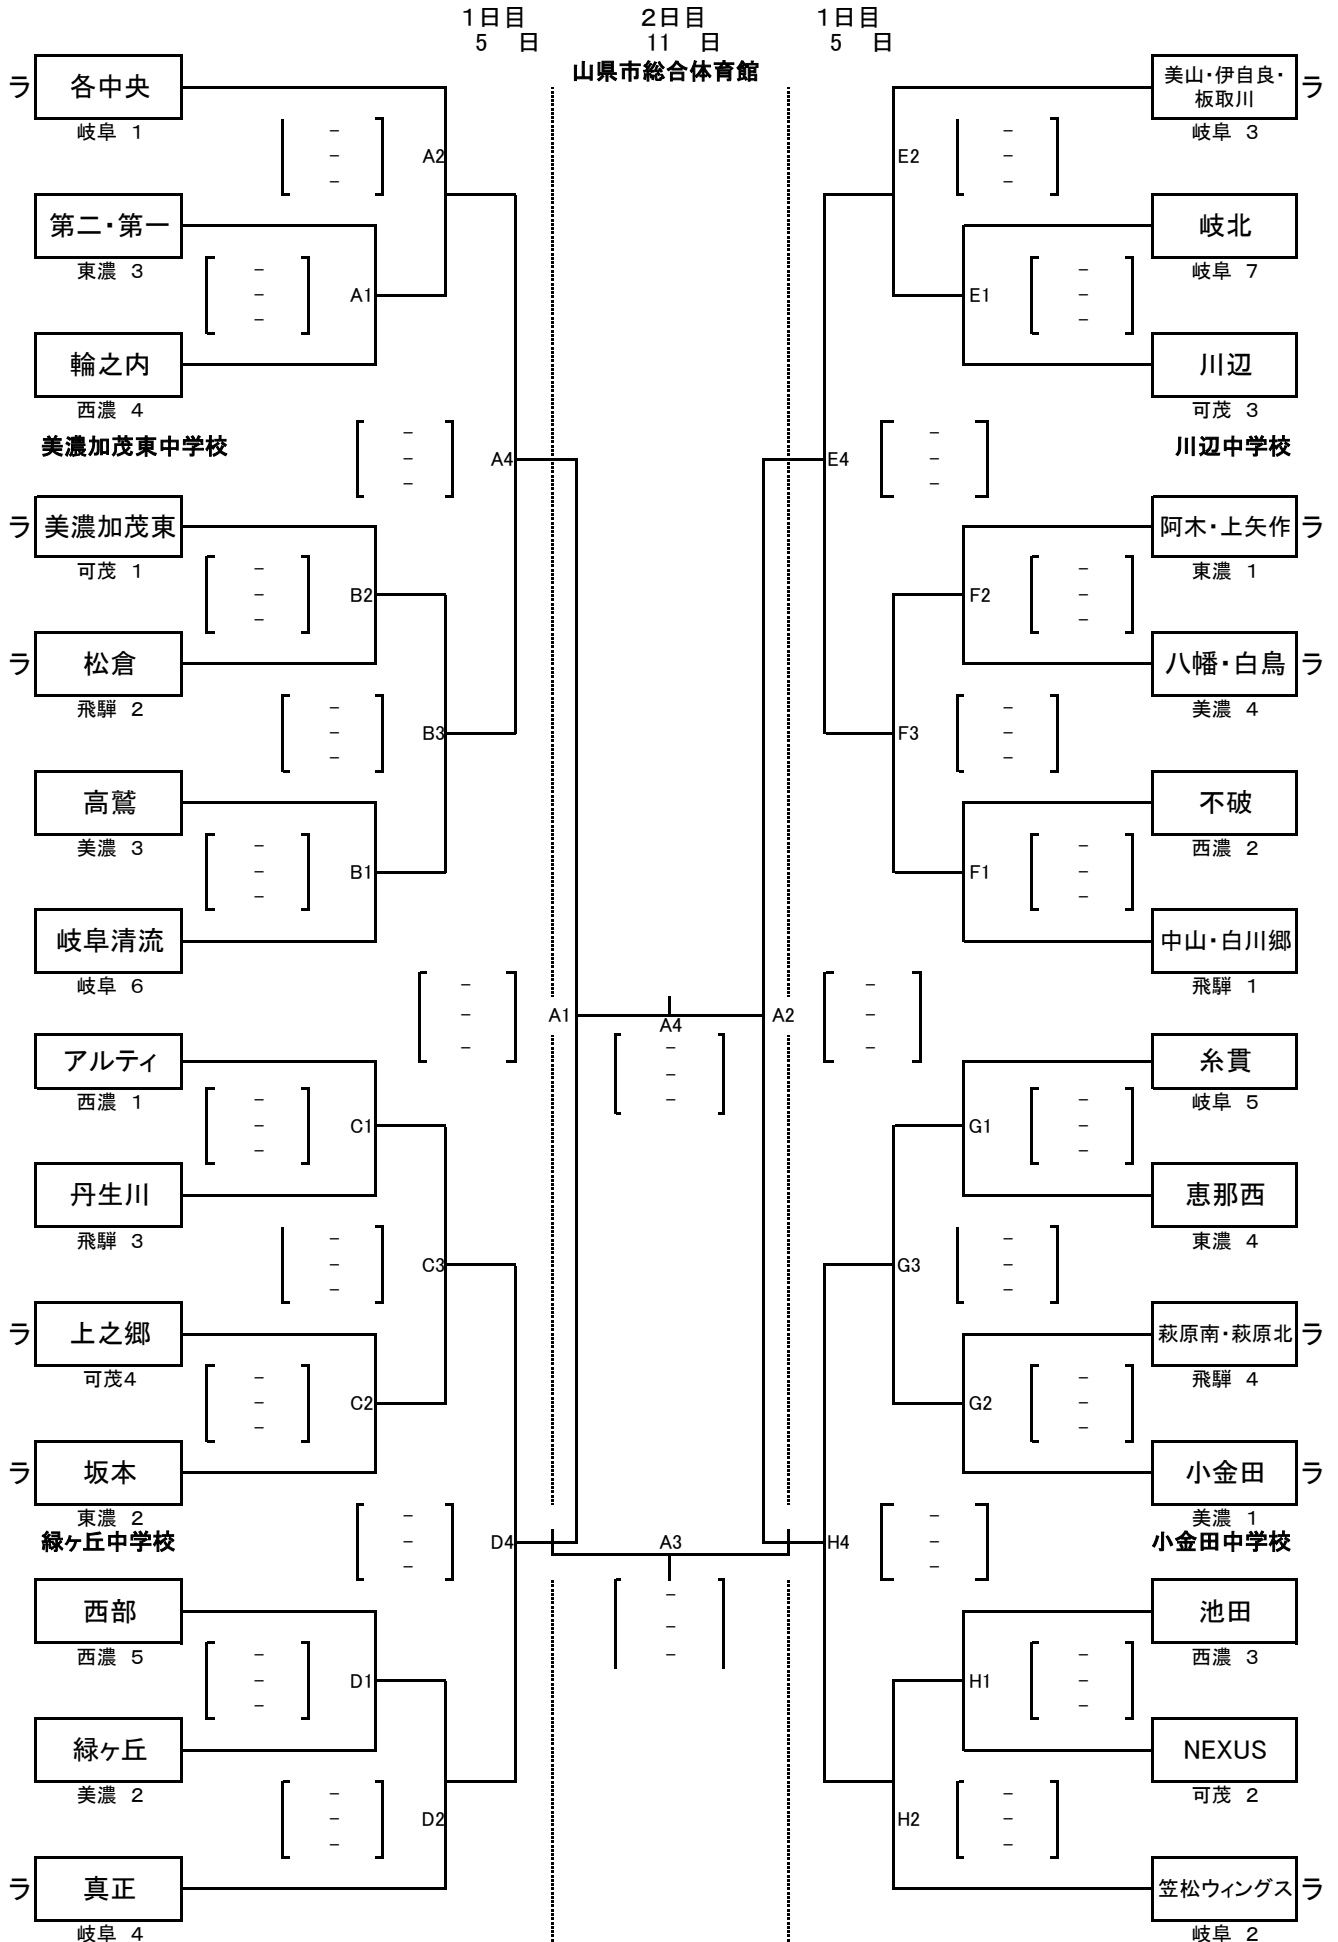 1日目
5　日
2日目
11　日
山県市総合体育館
1日目
5　日
ラ 各中央
岐阜　1
A2
-
-
-
第二・第一
東濃　3
A1
-
-
-
輪之内
西濃　4
美濃加茂東中学校
A4
-
-
-
ラ 美濃加茂東
可茂　1
B2
-
-
-
ラ 松倉
飛騨　2
B3
-
-
-
高鷲
美濃　3
B1
-
-
-
岐阜清流
岐阜　6
-
-
-
A1
アルティ
西濃　1
C1
-
-
-
丹生川
飛騨　3
C3
-
-
-
ラ 上之郷
可茂4
C2
-
-
-
ラ 坂本
東濃　2
緑ヶ丘中学校
D4
-
-
-
西部
西濃　5
D1
-
-
-
緑ヶ丘
美濃　2
D2
-
-
-
ラ 真正
岐阜　4
A4
-
-
-
A3
-
-
-
美山・伊自良・
板取川 ラ
岐阜　3
E2
-
-
-
岐北
岐阜　7
E1
-
-
-
川辺
可茂　3
川辺中学校
E4
-
-
-
阿木・上矢作 ラ
東濃　1
F2
-
-
-
八幡・白鳥 ラ
美濃　4
F3
-
-
-
不破
西濃　2
F1
-
-
-
中山・白川郷
飛騨　1
A2
-
-
-
糸貫
岐阜　5
G1
-
-
-
恵那西
東濃　4
G3
-
-
-
萩原南・萩原北 ラ
飛騨　4
G2
-
-
-
小金田 ラ
美濃　1
小金田中学校
H4
-
-
-
池田
西濃　3
H1
-
-
-
NEXUS
可茂　2
H2
-
-
-
笠松ウィングス ラ
岐阜　2